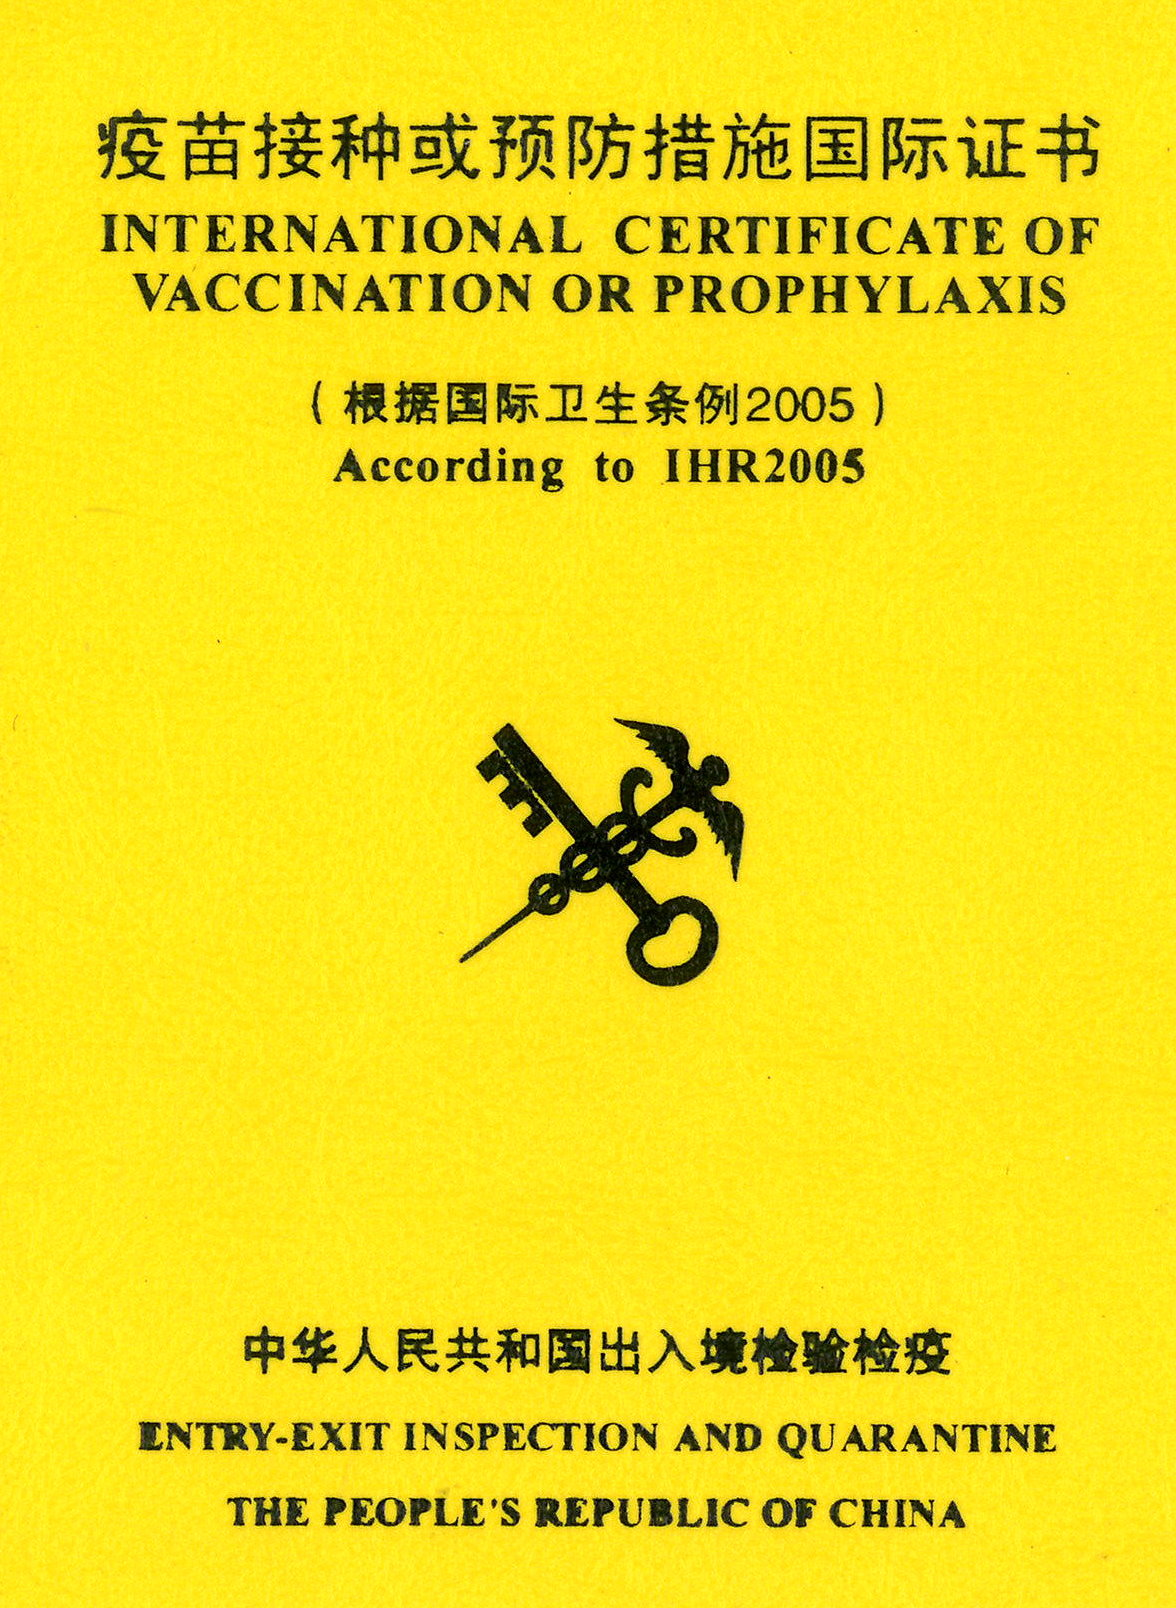 疫苗接种或预防措施国际证书
INTERNATIONAL CERTIFICATE OF
VACCINATION OR PROPHYLAXIS
(根据国际卫生条例2005)
According to IHR2005
中华人民共和国出入境检验检疫
ENTRY-EXIT INSPECTION AND QUARANTINE
THE PEOPLE'S REPUBLIC OF CHINA